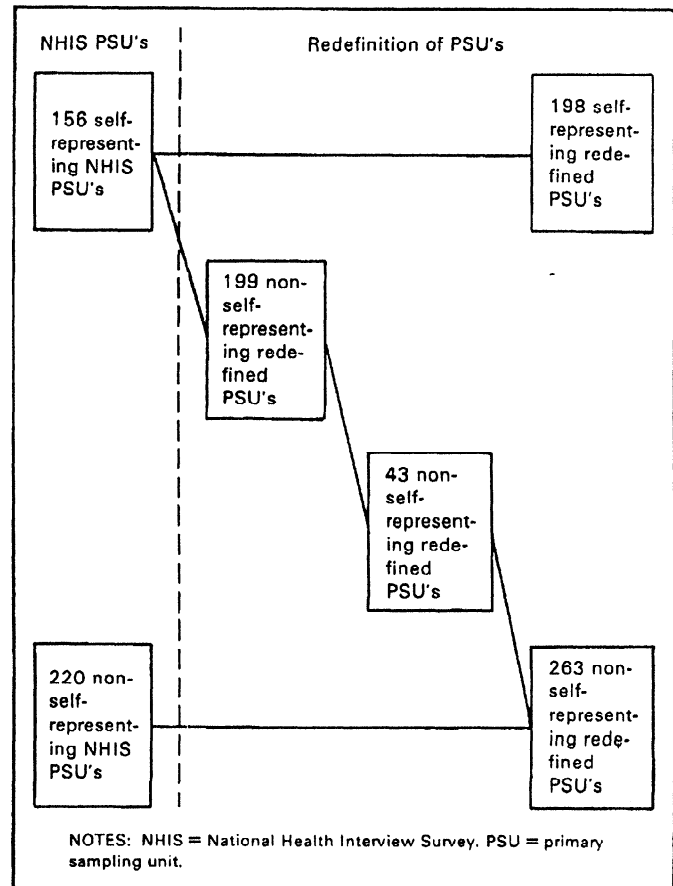 NHIS PSU's
Redefinition of PSU's
156 self-
represent-
ing NHIS
PSU's
198 self-
represent-
ing rede-
fined
PSU's
199 non-
self-
represent-
ing rede-
fined
PSU's
43 non-
self-
represent-
ing rede-
fined
PSU's
220 non-
self-
represent-
ing NHIS
PSU's
263 non-
self-
represent-
ing rede-
fined
PSU's
NOTES: NHIS = National Health Interview Survey. PSU = primary
sampling unit.